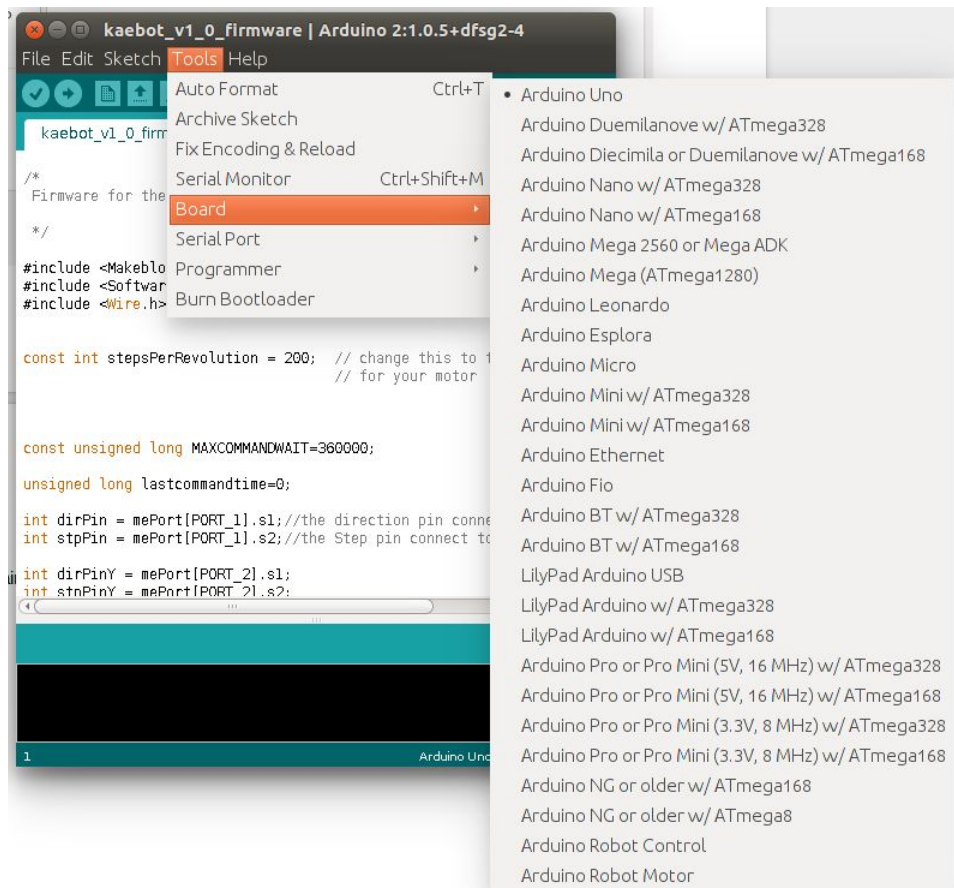 kaebot_v1_0_firmware | Arduino 2:1.0.5+dfsg2-4
File Edit Sketch Tools Help
kaebot_v1_0_firm
Auto Format Ctrl+T
Archive Sketch
Fix Encoding & Reload
Serial Monitor Ctrl+Shift+M
Board
Serial Port
Programmer
Burn Bootloader
/*
Firmware for the
*/
#include <Makeblo
#include <Softwar
#include <Wire.h>
const int stepsPerRevolution = 200; // change this to
// for your motor
const unsigned long MAXCOMMANDWAIT=360000;
unsigned long lastcommandtime=0;
int dirPin = mePort[PORT_1].s1;//the direction pin conne
int stpPin = mePort[PORT_1].s2;//the Step pin connect to
int dirPinY = mePort[PORT_2].s1;
int stpPinY = mePort[PORT_2].s2;
1 Arduino Uno
• Arduino Uno
Arduino Duemilanove w/ ATmega328
Arduino Diecimila or Duemilanove w/ ATmega168
Arduino Nano w/ ATmega328
Arduino Nano w/ ATmega168
Arduino Mega 2560 or Mega ADK
Arduino Mega (ATmega1280)
Arduino Leonardo
Arduino Esplora
Arduino Micro
Arduino Mini w/ ATmega328
Arduino Mini w/ ATmega168
Arduino Ethernet
Arduino Fio
Arduino BT w/ ATmega328
Arduino BT w/ ATmega168
LilyPad Arduino USB
LilyPad Arduino w/ ATmega328
LilyPad Arduino w/ ATmega168
Arduino Pro or Pro Mini (5V, 16 MHz) w/ ATmega328
Arduino Pro or Pro Mini (5V, 16 MHz) w/ ATmega168
Arduino Pro or Pro Mini (3.3V, 8 MHz) w/ ATmega328
Arduino Pro or Pro Mini (3.3V, 8 MHz) w/ ATmega168
Arduino NG or older w/ ATmega168
Arduino NG or older w/ ATmega8
Arduino Robot Control
Arduino Robot Motor